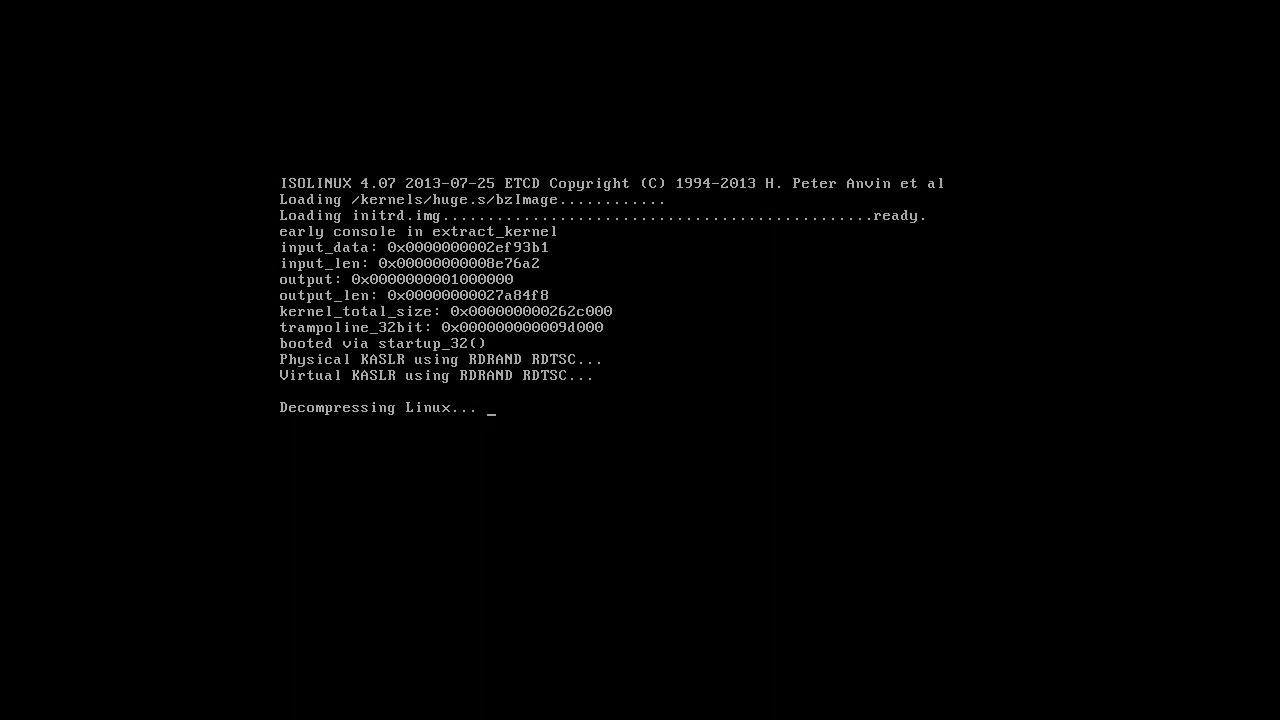 ISOLINUX 4.07 2013-07-25 ETCD Copyright (C) 1994-2013 H. Peter Anvin et al
Loading /kernels/huge.s/bzImage............
Loading initrd.img................................................ready.
early console in extract_kernel
input_data: 0x0000000002ef93b1
input_len: 0x00000000008e76a2
output: 0x0000000001000000
output_len: 0x00000000027a84f8
kernel_total_size: 0x000000000262c000
trampoline_32bit: 0x000000000009d000
booted via startup_32()
Physical KASLR using RDRAND RDTSC...
Virtual KASLR using RDRAND RDTSC...
Decompressing Linux... _